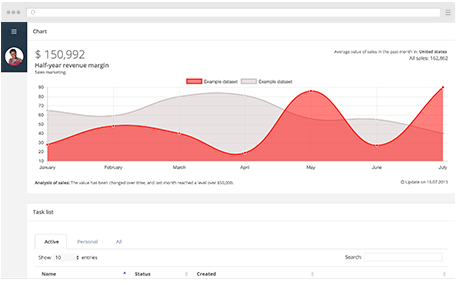 Chart
$ 150,992
Half-year revenue margin
Sales marketing.
Average value of sales in the past month in: United states
All sales: 162,862
Example dataset Example dataset
90
80
70
60
50
40
30
20
10
January February March April May June July
Analysis of sales: The value has been changed over time, and last month reached a level over $50,000.
Update on 16.07.2015
Task list
Active Personal All
Show 10 entries
Search:
Name Status Created